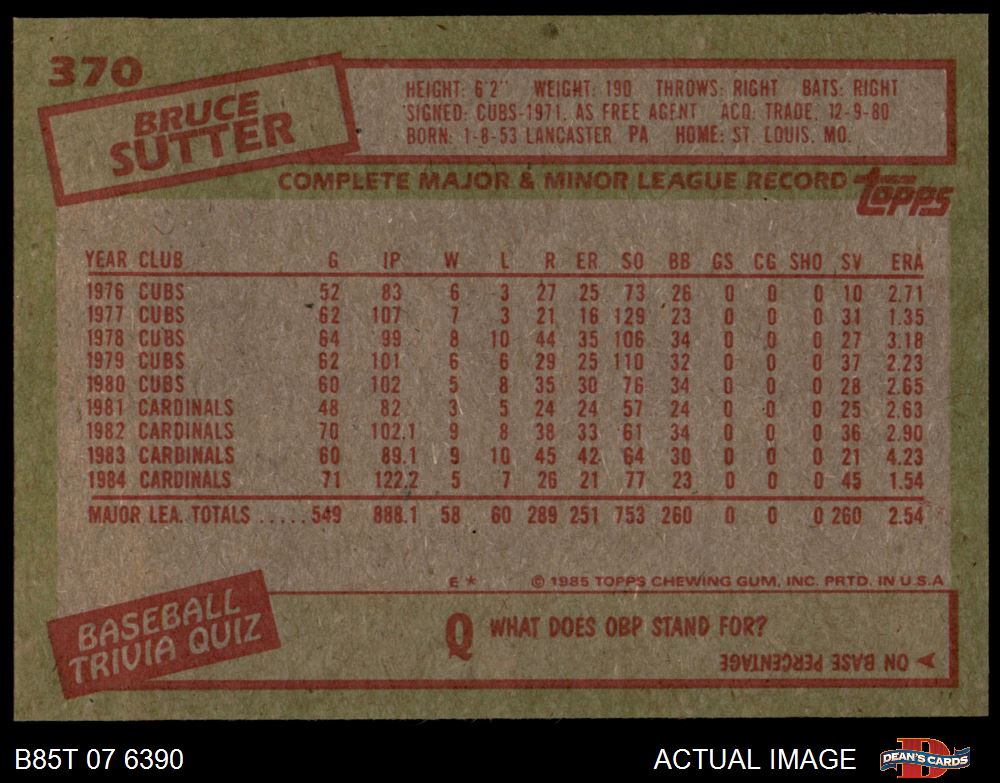 370
BRUCE
SUTTER
HEIGHT: 6'2" WEIGHT: 190 THROWS: RIGHT BATS: RIGHT
SIGNED: CUBS-1971, AS FREE AGENT ACQ: TRADE, 12-9-80
BORN: 1-8-53 LANCASTER, PA HOME: ST. LOUIS, MO.
COMPLETE MAJOR & MINOR LEAGUE RECORD
topps
YEAR CLUB G IP W L R ER SO BB GS CG SHO SV ERA
1976 CUBS 52 83 6 3 27 25 73 26 0 0 0 10 2.71
1977 CUBS 62 107 7 3 21 16 129 23 0 0 0 31 1.35
1978 CUBS 64 99 8 10 44 35 106 34 0 0 0 27 3.18
1979 CUBS 62 101 6 6 29 25 110 32 0 0 0 37 2.23
1980 CUBS 60 102 5 8 35 30 76 34 0 0 0 28 2.65
1981 CARDINALS 48 82 3 5 24 24 57 24 0 0 0 25 2.63
1982 CARDINALS 70 102.1 9 8 38 33 61 34 0 0 0 36 2.90
1983 CARDINALS 60 89.1 9 10 45 42 64 30 0 0 0 21 4.23
1984 CARDINALS 71 122.2 5 7 26 21 77 23 0 0 0 45 1.54
MAJOR LEA. TOTALS ..... 549 888.1 58 60 289 251 753 260 0 0 0 260 2.54
E * © 1985 TOPPS CHEWING GUM, INC. PRTD. IN U.S.A
BASEBALL
TRIVIA QUIZ
Q WHAT DOES OBP STAND FOR?
A ON BASE PERCENTAGE
B85T 07 6390
ACTUAL IMAGE
D
DEAN'S CARDS